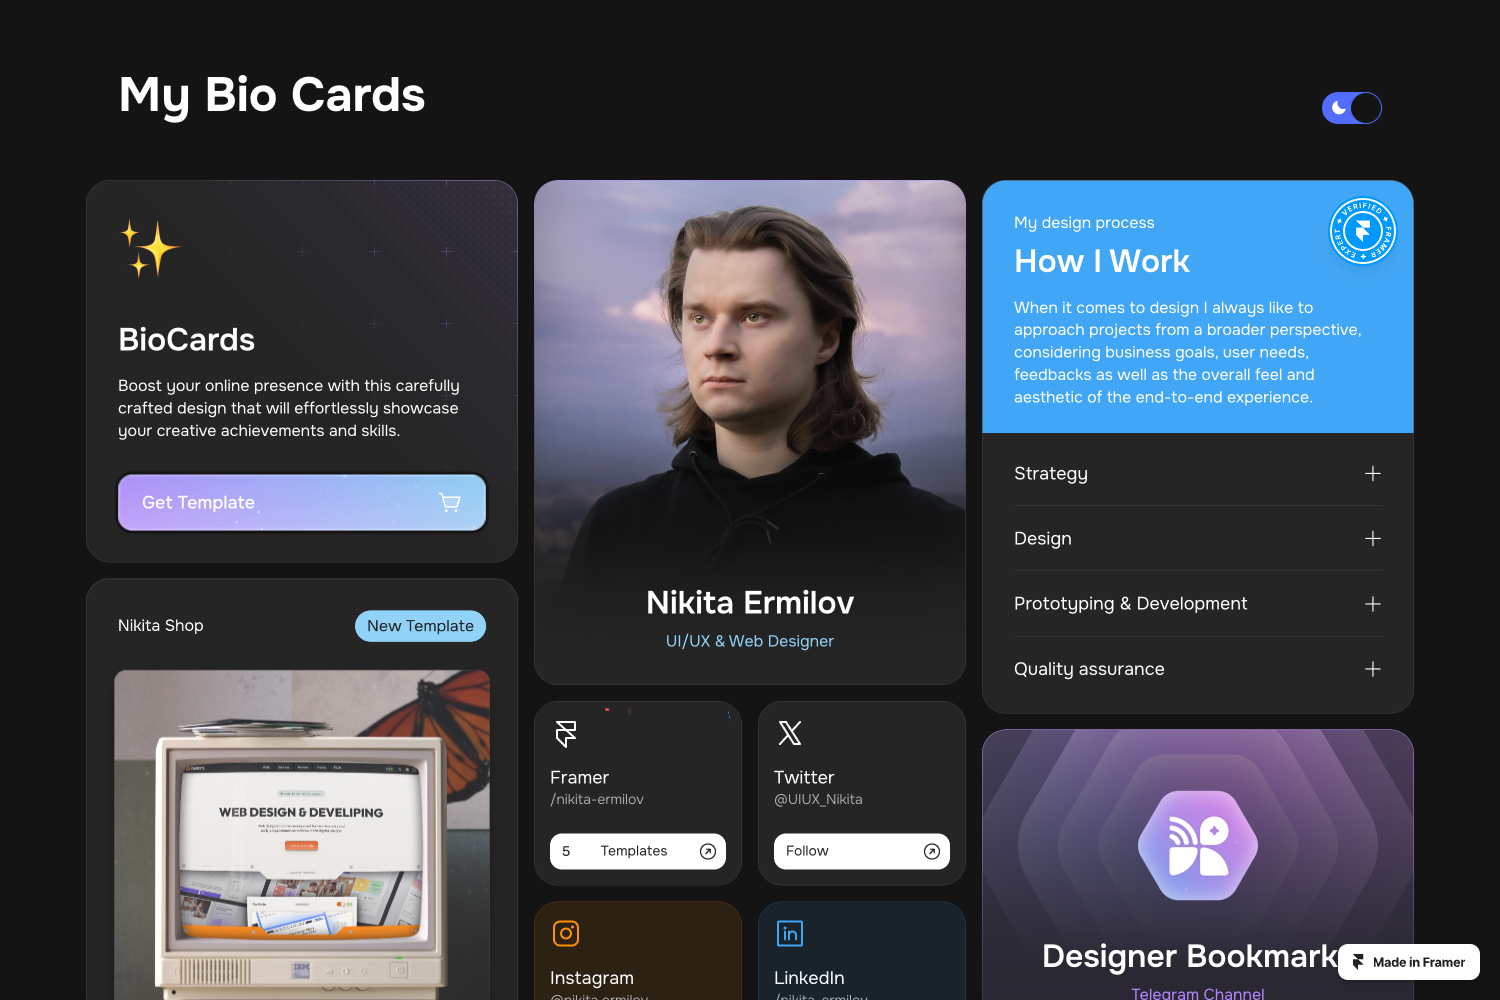 My Bio Cards
BioCards
Boost your online presence with this carefully
crafted design that will effortlessly showcase
your creative achievements and skills.
Get Template
Nikita Shop
New Template
WEB DESIGN & DEVELIPING
IBM
Nikita Ermilov
UI/UX & Web Designer
Framer
/nikita-ermilov
5 Templates
Twitter
@UIUX_Nikita
Follow
Instagram
@nikita.ermilov
LinkedIn
/nikita-ermilov
My design process
VERIFIED FRAMER EXPERT
How I Work
When it comes to design I always like to
approach projects from a broader perspective,
considering business goals, user needs,
feedbacks as well as the overall feel and
aesthetic of the end-to-end experience.
Strategy
Design
Prototyping & Development
Quality assurance
Designer Bookmark
Telegram Channel
Made in Framer